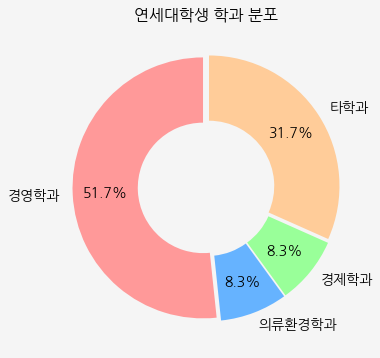 연세대학생 학과 분포
타학과
31.7%
경영학과
51.7%
8.3%
8.3%
경제학과
의류환경학과